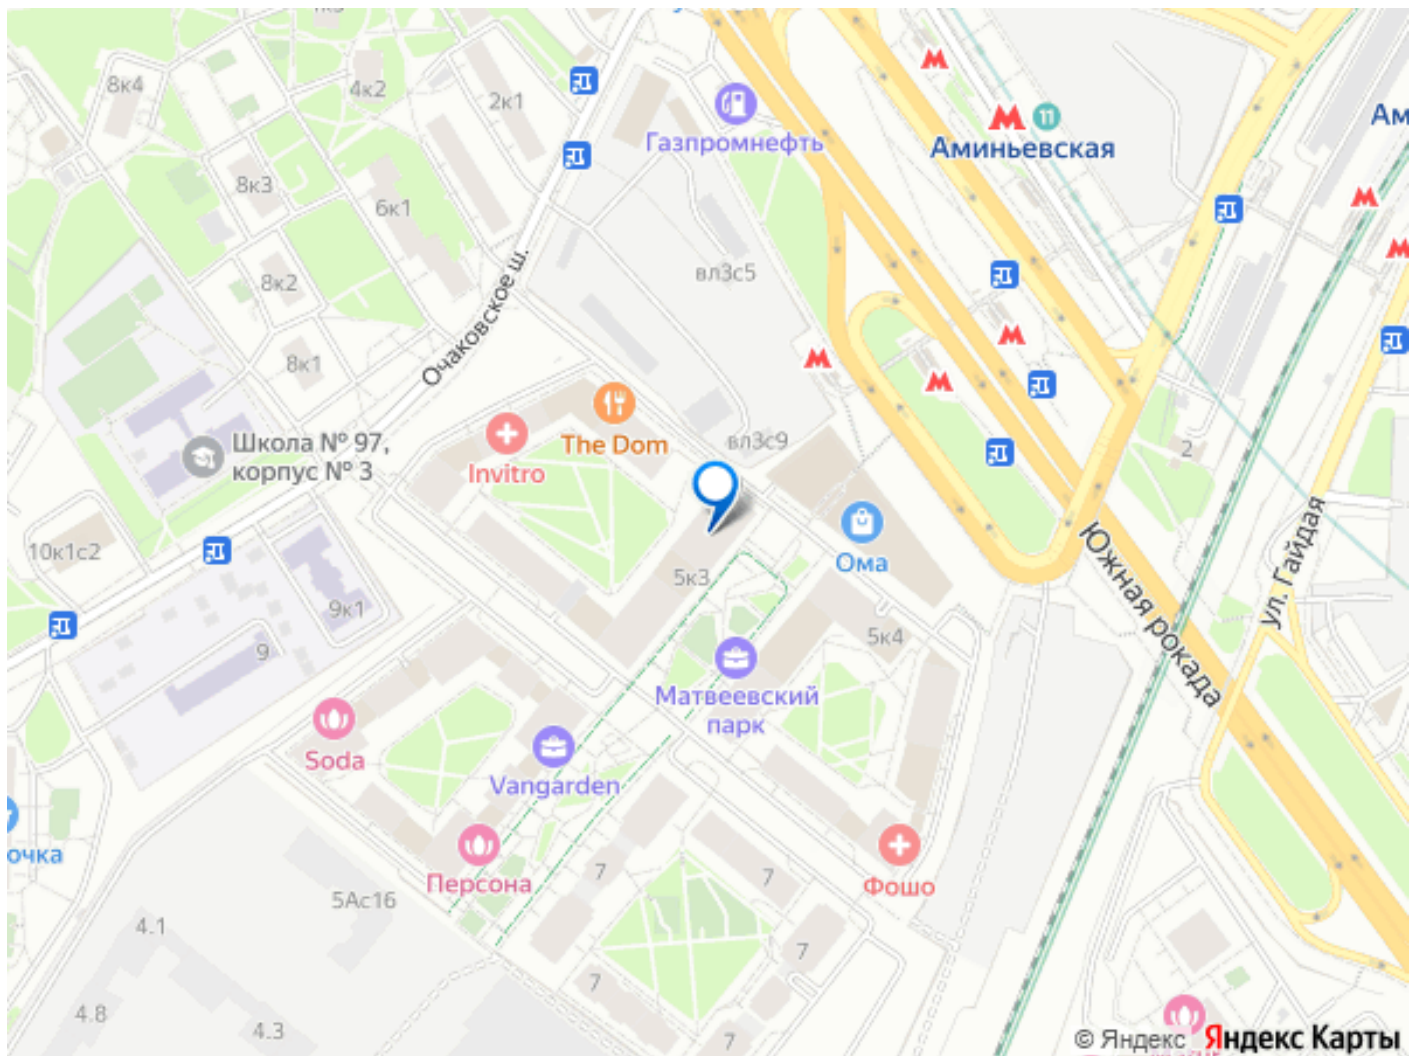 8к4
4к2
2к1
Газпромнефть
11
Аминьевская
Ам
8к3
6к1
8к2
вл3с5
Очаковское ш.
8к1
Школа № 97,
корпус № 3
The Dom
Invitro
вл3с9
2
10к1с2
Ома
5к3
Южная рокада
ул. Гайдая
9к1
9
5к4
Матвеевский
парк
Soda
Vangarden
очка
Персона
7
7
Фошо
5Ас16
4.1
7
7
4.8
4.3
7
© Яндекс Яндекс Карты